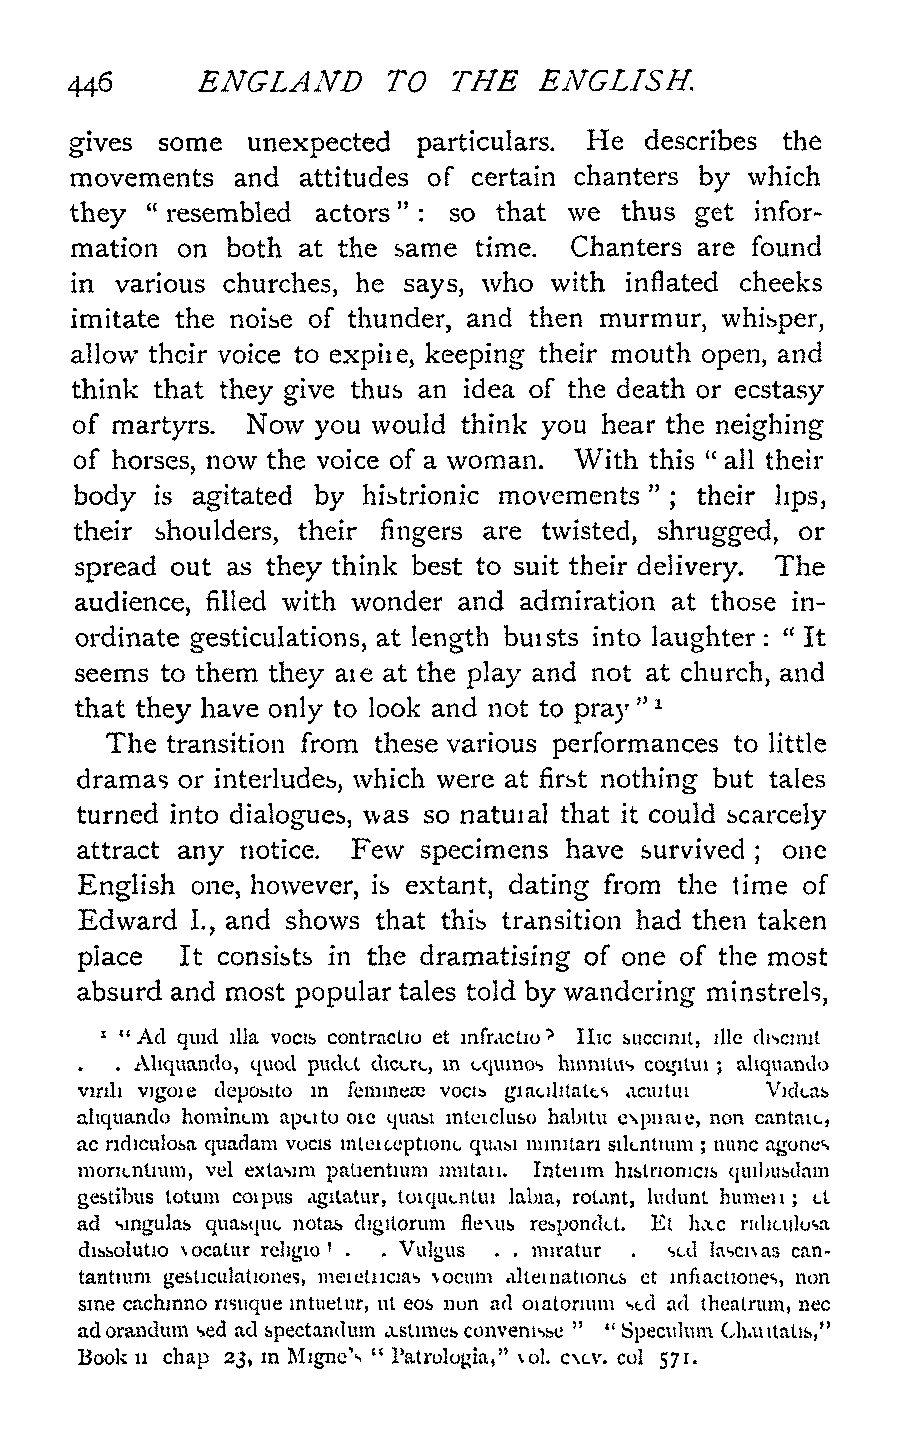 446 ENGLAND TO THE ENGLISH.
gives some unexpected particulars. He describes the
movements and attitudes of certain chanters by which
they “resembled actors”: so that we thus get infor-
mation on both at the same time. Chanters are found
in various churches, he says, who with inflated cheeks
imitate the noise of thunder, and then murmur, whisper,
allow their voice to expire, keeping their mouth open, and
think that they give thus an idea of the death or ecstasy
of martyrs. Now you would think you hear the neighing
of horses, now the voice of a woman. With this “all their
body is agitated by histrionic movements”; their lips,
their shoulders, their fingers are twisted, shrugged, or
spread out as they think best to suit their delivery. The
audience, filled with wonder and admiration at those in-
ordinate gesticulations, at length bursts into laughter: “It
seems to them they are at the play and not at church, and
that they have only to look and not to pray” ¹
The transition from these various performances to little
dramas or interludes, which were at first nothing but tales
turned into dialogues, was so natural that it could scarcely
attract any notice. Few specimens have survived; one
English one, however, is extant, dating from the time of
Edward I., and shows that this transition had then taken
place It consists in the dramatising of one of the most
absurd and most popular tales told by wandering minstrels,
¹ “Ad quid illa vocis contractio et infractio? Hic succinit, ille discinit
. . Aliquando, quod pudet dicere, in equinos hinnitus cogitur; aliquando
virili vigore deposito in femineæ vocis gracilitates acuitur Videas
aliquando hominem aperto ore quasi intercluso habitu expirare, non cantare,
ac ridiculosa quadam vocis interceptione quasi minitari silentium; nunc agones
morientium, vel extasim patientium imitari. Interim histrionicis quibusdam
gestibus totum corpus agitatur, torquentur labia, rotant, ludunt humeri; et
ad singulas quasque notas digitorum flexus respondet. Et hæc ridiculosa
dissolutio vocatur religio! . . Vulgus . . miratur . sed lascivas can-
tantium gesticulationes, meretricias vocum alternationes et infractiones, non
sine cachinno risuque intuetur, ut eos non ad oratorium sed ad theatrum, nec
ad orandum sed ad spectandum æstimes convenisse ” “Speculum Charitatis,”
Book ii chap 23, in Migne's “Patrologia,” vol. cxcv. col 571.